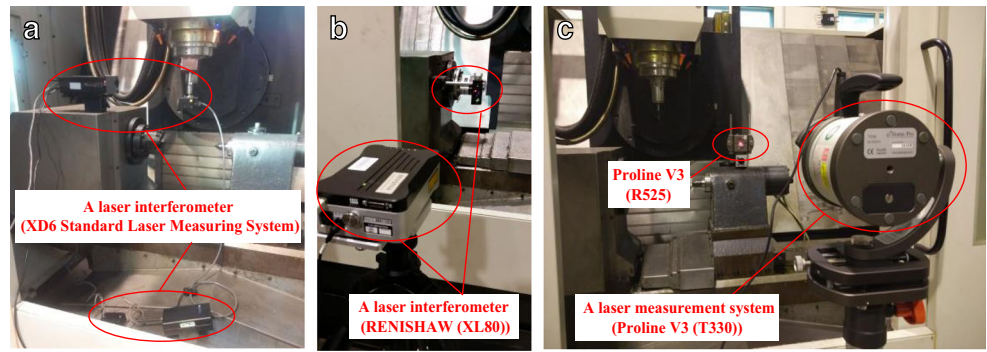 a
A laser interferometer
(XD6 Standard Laser Measuring System)
b
A laser interferometer
(RENISHAW (XL80))
c
Proline V3
(R525)
A laser measurement system
(Proline V3 (T330))